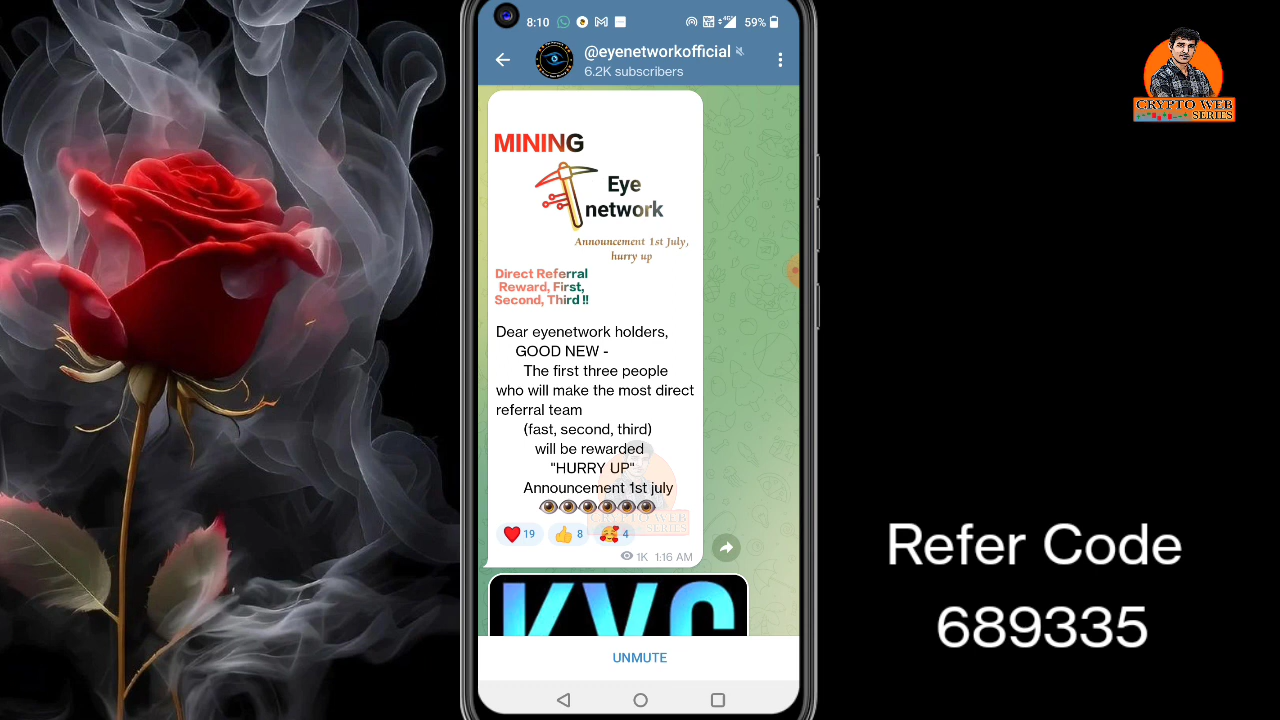 8:10
59%
@eyenetworkofficial
6.2K subscribers
MINING
Eye
network
Announcement 1st July,
hurry up
Direct Referral
Reward, First,
Second, Third !!
Dear eyenetwork holders,
GOOD NEW -
The first three people
who will make the most direct
referral team
(fast, second, third)
will be rewarded
"HURRY UP"
Announcement 1st july
19 8 4
1K 1:16 AM
KYC
UNMUTE
CRYPTO WEB
SERIES
CRYPTO WEB
SERIES
Refer Code
689335